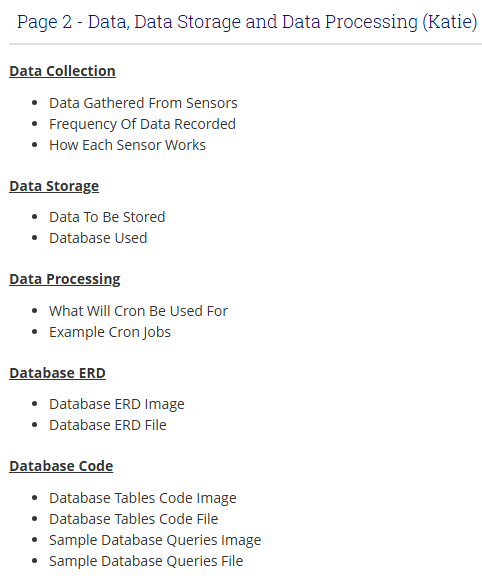 Page 2 - Data, Data Storage and Data Processing (Katie)
Data Collection
• Data Gathered From Sensors
• Frequency Of Data Recorded
• How Each Sensor Works
Data Storage
• Data To Be Stored
• Database Used
Data Processing
• What Will Cron Be Used For
• Example Cron Jobs
Database ERD
• Database ERD Image
• Database ERD File
Database Code
• Database Tables Code Image
• Database Tables Code File
• Sample Database Queries Image
• Sample Database Queries File